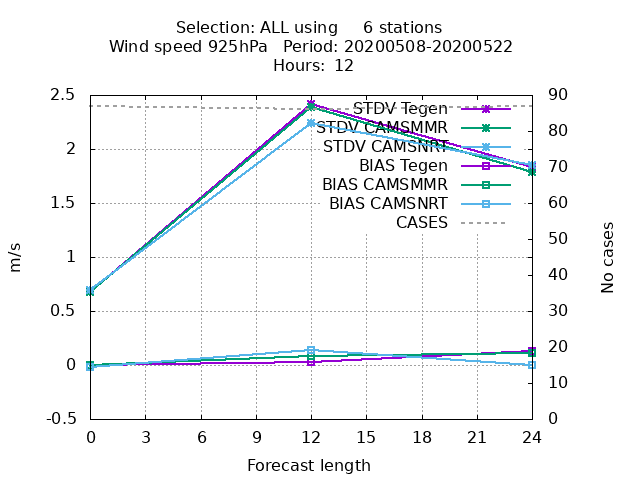 Selection: ALL using     6 stations
Wind speed 925hPa   Period: 20200508-20200522
Hours: 12
2.5
2
1.5
1
0.5
0
-0.5
m/s
STDV Tegen
STDV CAMSMMR
STDV CAMSNRT
BIAS Tegen
BIAS CAMSMMR
BIAS CAMSNRT
CASES
90
80
70
60
50
40
30
20
10
0
No cases
0 3 6 9 12 15 18 21 24
Forecast length